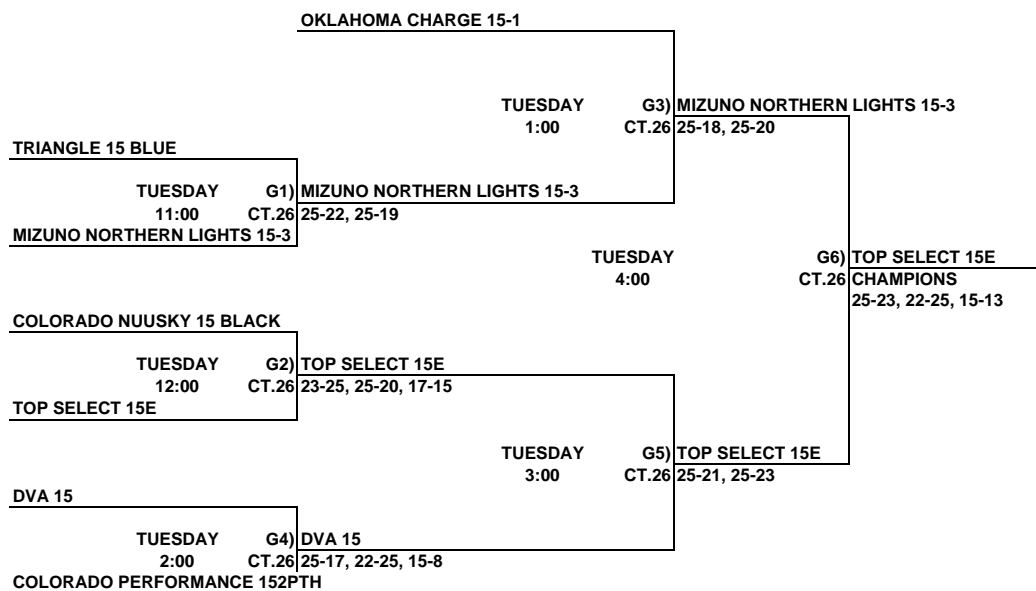 OKLAHOMA CHARGE 15-1
TUESDAY G3) MIZUNO NORTHERN LIGHTS 15-3
1:00 CT.26 25-18, 25-20
TRIANGLE 15 BLUE
TUESDAY G1) MIZUNO NORTHERN LIGHTS 15-3
11:00 CT.26 25-22, 25-19
MIZUNO NORTHERN LIGHTS 15-3
TUESDAY G6) TOP SELECT 15E
4:00 CT.26 CHAMPIONS
25-23, 22-25, 15-13
COLORADO NUUSKY 15 BLACK
TUESDAY G2) TOP SELECT 15E
12:00 CT.26 23-25, 25-20, 17-15
TOP SELECT 15E
TUESDAY G5) TOP SELECT 15E
3:00 CT.26 25-21, 25-23
DVA 15
TUESDAY G4) DVA 15
2:00 CT.26 25-17, 22-25, 15-8
COLORADO PERFORMANCE 152PTH